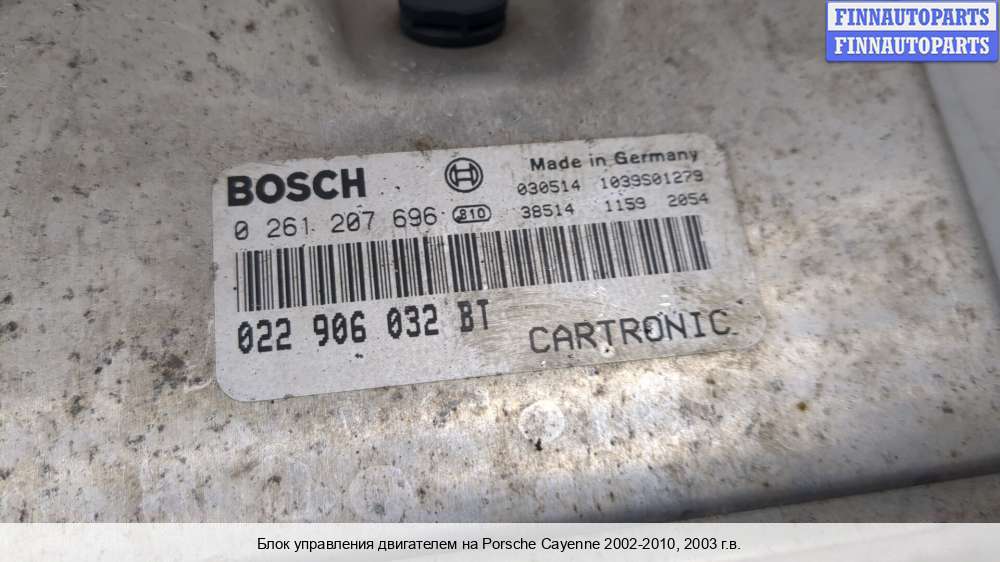 FINNAUTOPARTS
FINNAUTOPARTS
BOSCH
Made in Germany
030514 1039S01279
0 261 207 696 810 38514 1159 2054
022 906 032 BT
CARTRONIC
Блок управления двигателем на Porsche Cayenne 2002-2010, 2003 г.в.